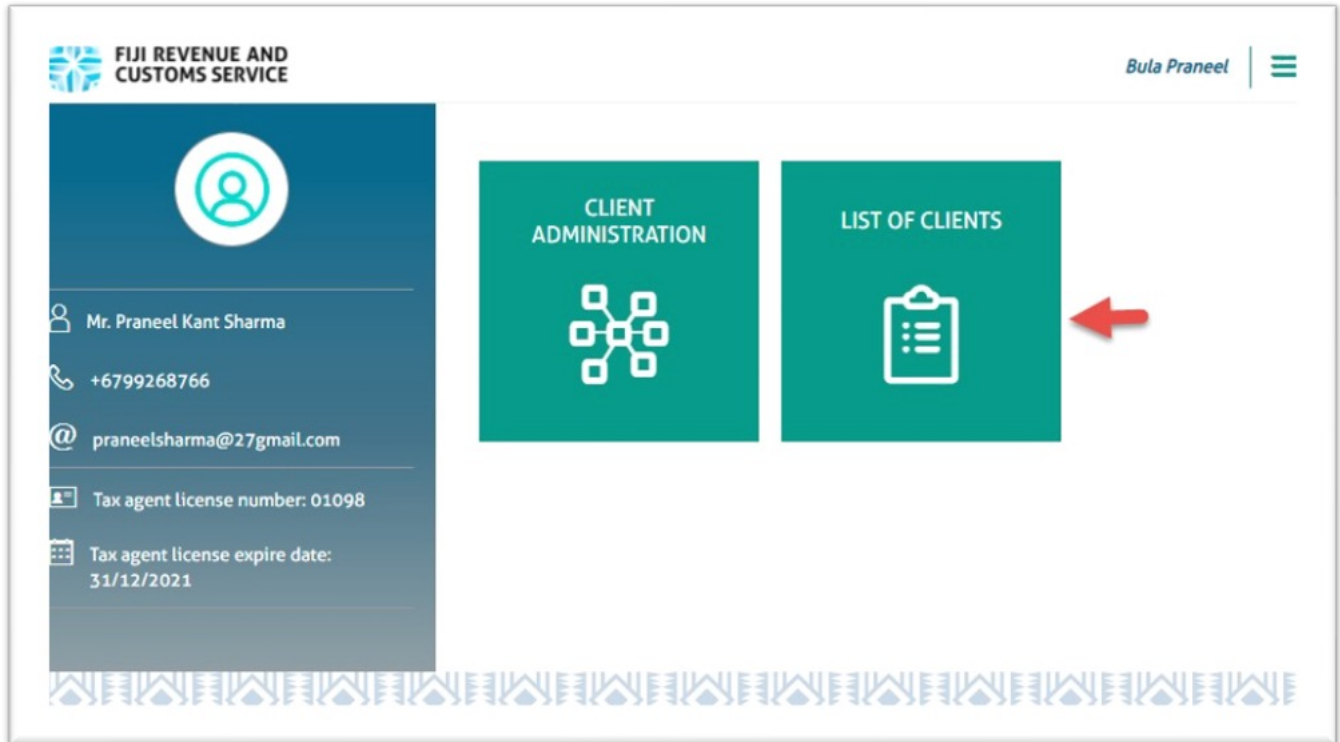 FIJI REVENUE AND
CUSTOMS SERVICE
Bula Praneel
Mr. Praneel Kant Sharma
+6799268766
praneelsharma@27gmail.com
Tax agent license number: 01098
Tax agent license expire date:
31/12/2021
CLIENT
ADMINISTRATION
LIST OF CLIENTS